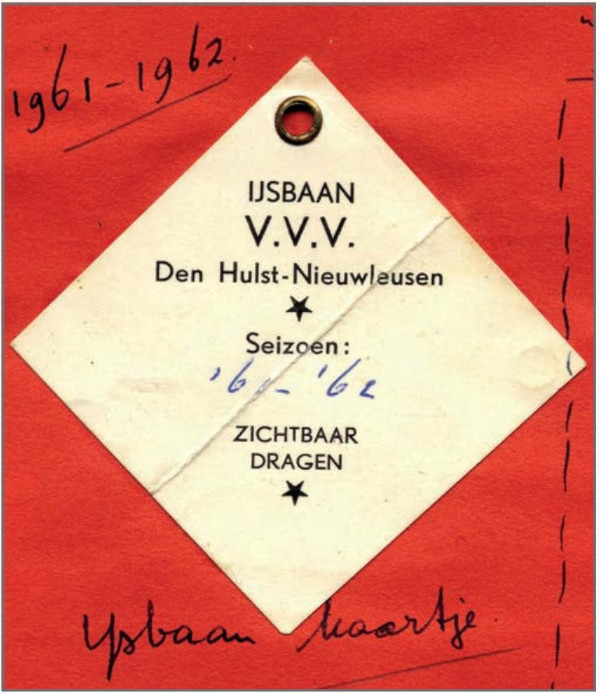 1961-1962.
IJSBAAN
V.V.V.
Den Hulst-Nieuwleusen
Seizoen:
'61-'62
ZICHTBAAR
DRAGEN
IJsbaan kaartje